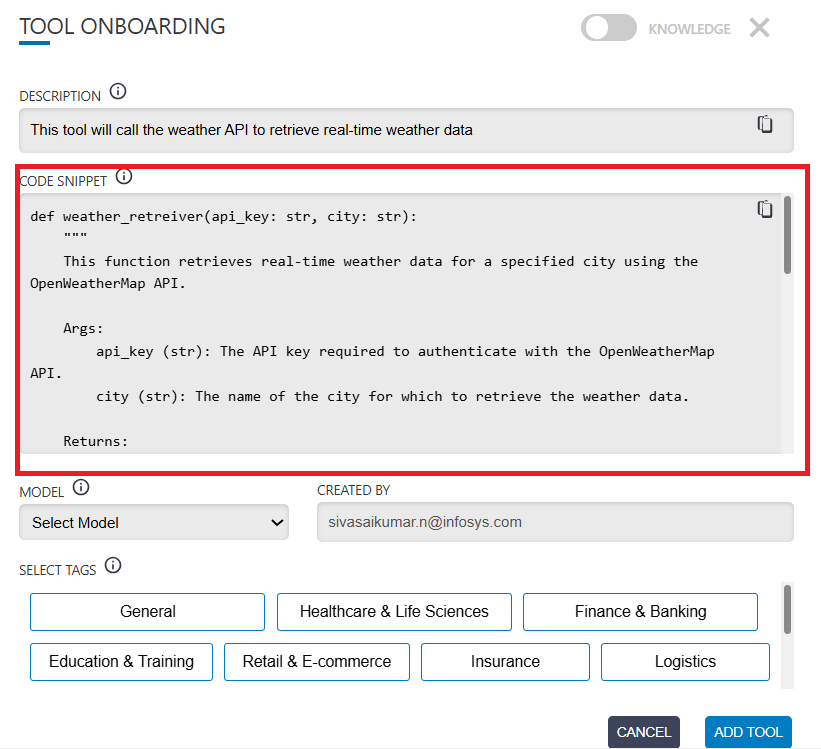 TOOL ONBOARDING
KNOWLEDGE
DESCRIPTION
This tool will call the weather API to retrieve real-time weather data
CODE SNIPPET
def weather_retreiver(api_key: str, city: str):
"""
This function retrieves real-time weather data for a specified city using the
OpenWeatherMap API.
Args:
api_key (str): The API key required to authenticate with the OpenWeatherMap
API.
city (str): The name of the city for which to retrieve the weather data.
Returns:
MODEL
CREATED BY
Select Model
sivasaikumar.n@infosys.com
SELECT TAGS
General
Healthcare & Life Sciences
Finance & Banking
Education & Training
Retail & E-commerce
Insurance
Logistics
CANCEL
ADD TOOL